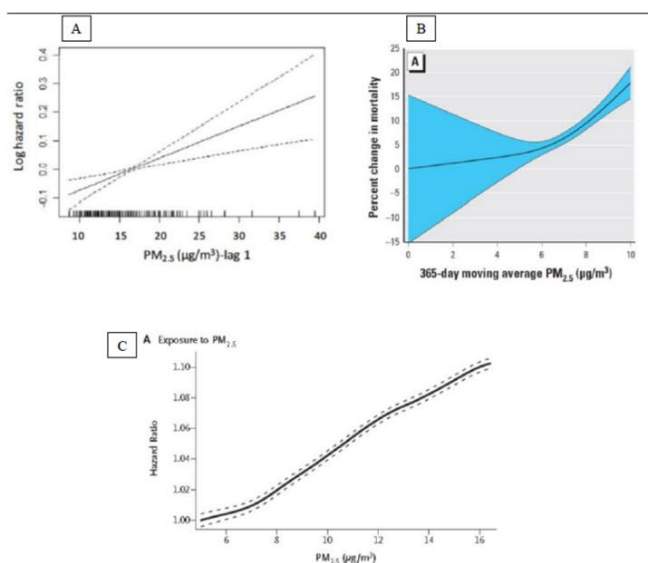 A
Log hazard ratio
0.4
0.3
0.2
0.1
0.0
-0.1
10 15 20 25 30 35 40
PM2.5 (µg/m³)-lag 1
B
A
Percent change in mortality
25
20
15
10
5
0
-5
-10
-15
0 2 4 6 8 10
365-day moving average PM2.5 (µg/m³)
C
A Exposure to PM2.5
Hazard Ratio
1.10
1.08
1.06
1.04
1.02
1.00
6 8 10 12 14 16
PM2.5 (µg/m³)